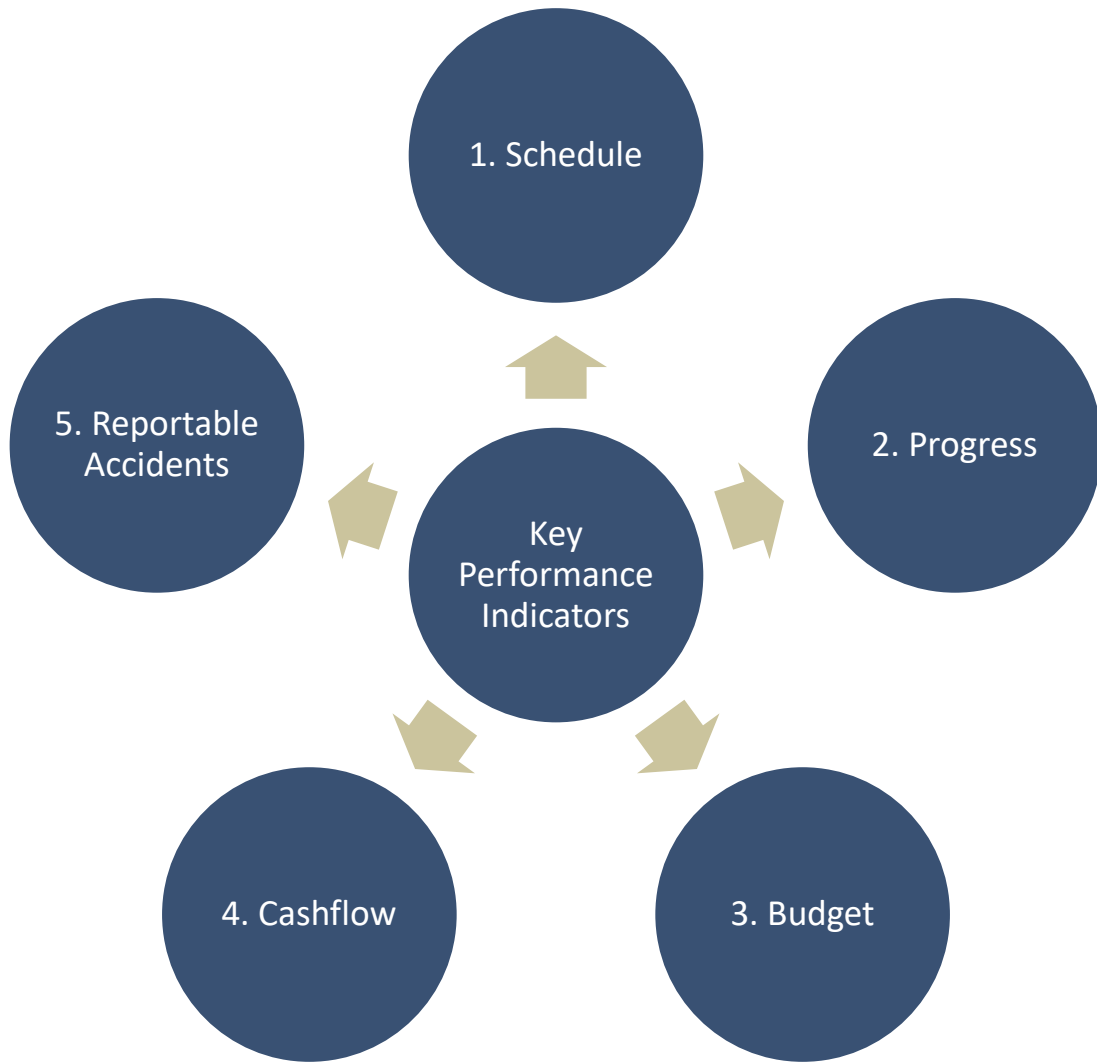 1. Schedule
2. Progress
3. Budget
4. Cashflow
5. Reportable
Accidents
Key
Performance
Indicators